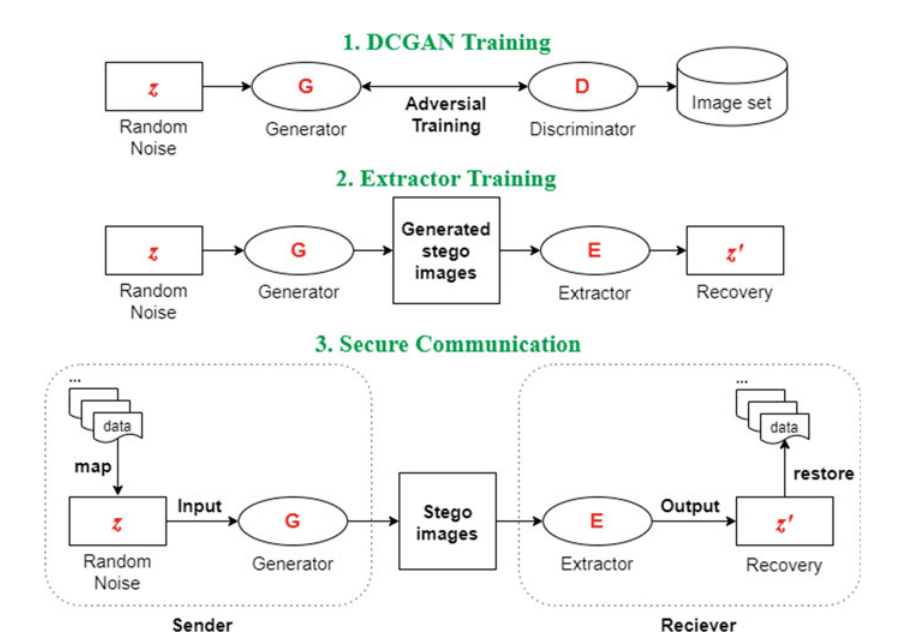 1. DCGAN Training
z
G
D
Image set
Adversial
Training
Random
Noise
Generator
Discriminator
2. Extractor Training
z
G
Generated
stego
images
E
z'
Random
Noise
Generator
Extractor
Recovery
3. Secure Communication
...
data
...
data
map
restore
z
Input
G
Stego
images
E
Output
z'
Random
Noise
Generator
Extractor
Recovery
Sender
Reciever